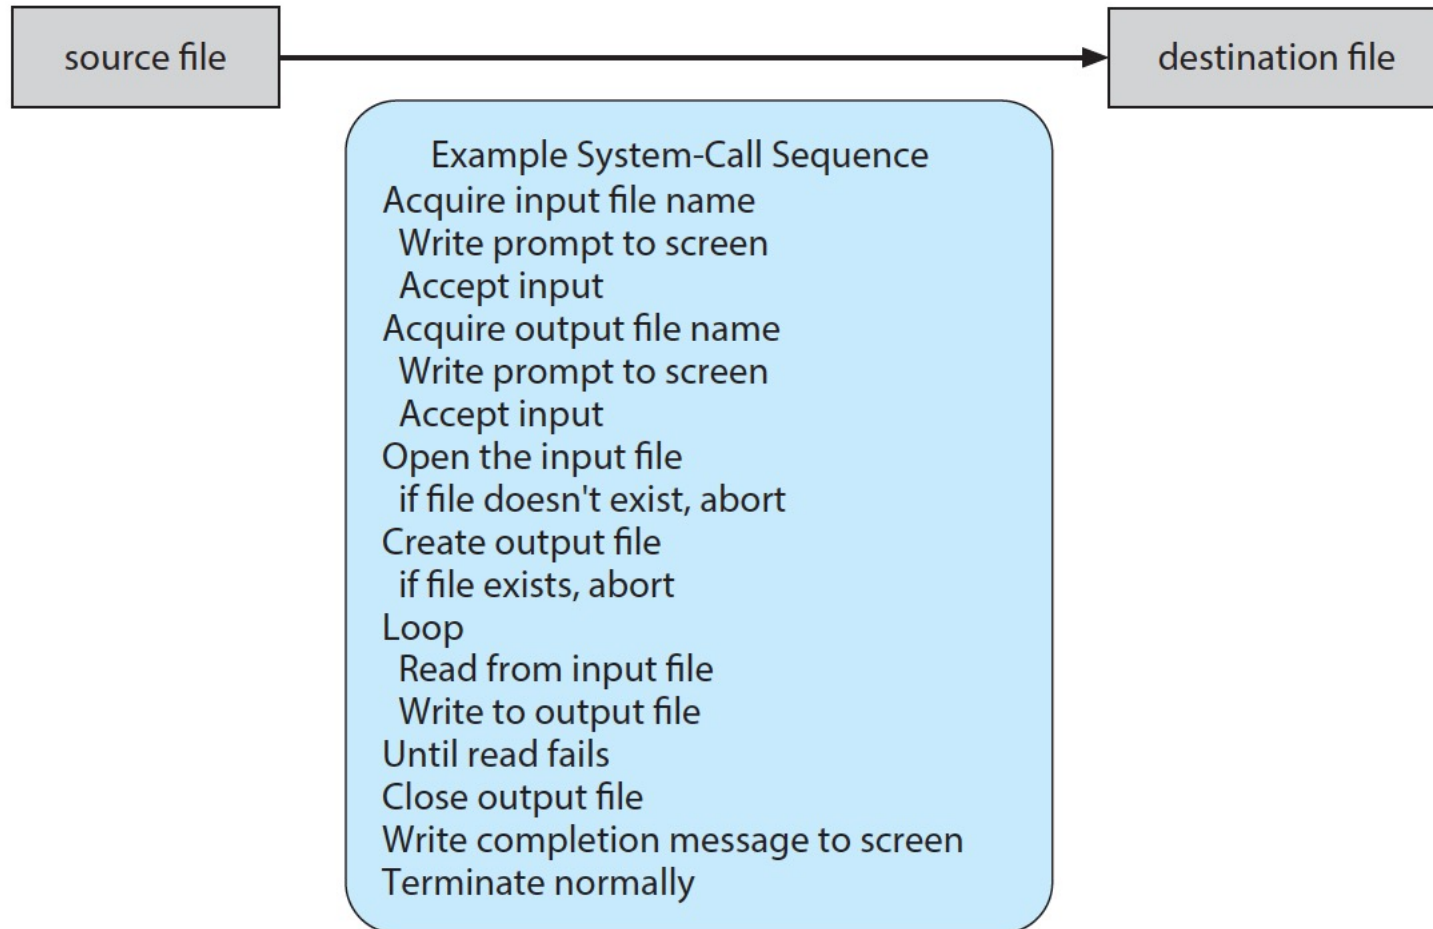 source file
destination file
Example System-Call Sequence
Acquire input file name
Write prompt to screen
Accept input
Acquire output file name
Write prompt to screen
Accept input
Open the input file
if file doesn't exist, abort
Create output file
if file exists, abort
Loop
Read from input file
Write to output file
Until read fails
Close output file
Write completion message to screen
Terminate normally